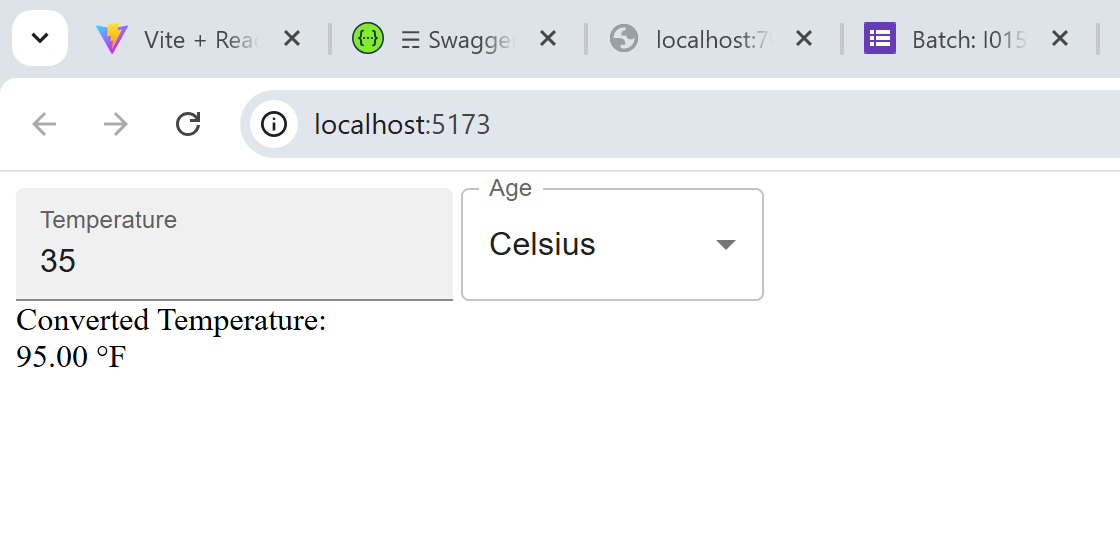 Vite + Rea
Swagge
localhost:7
Batch: I015
localhost:5173
Temperature
35
Age
Celsius
Converted Temperature:
95.00 °F